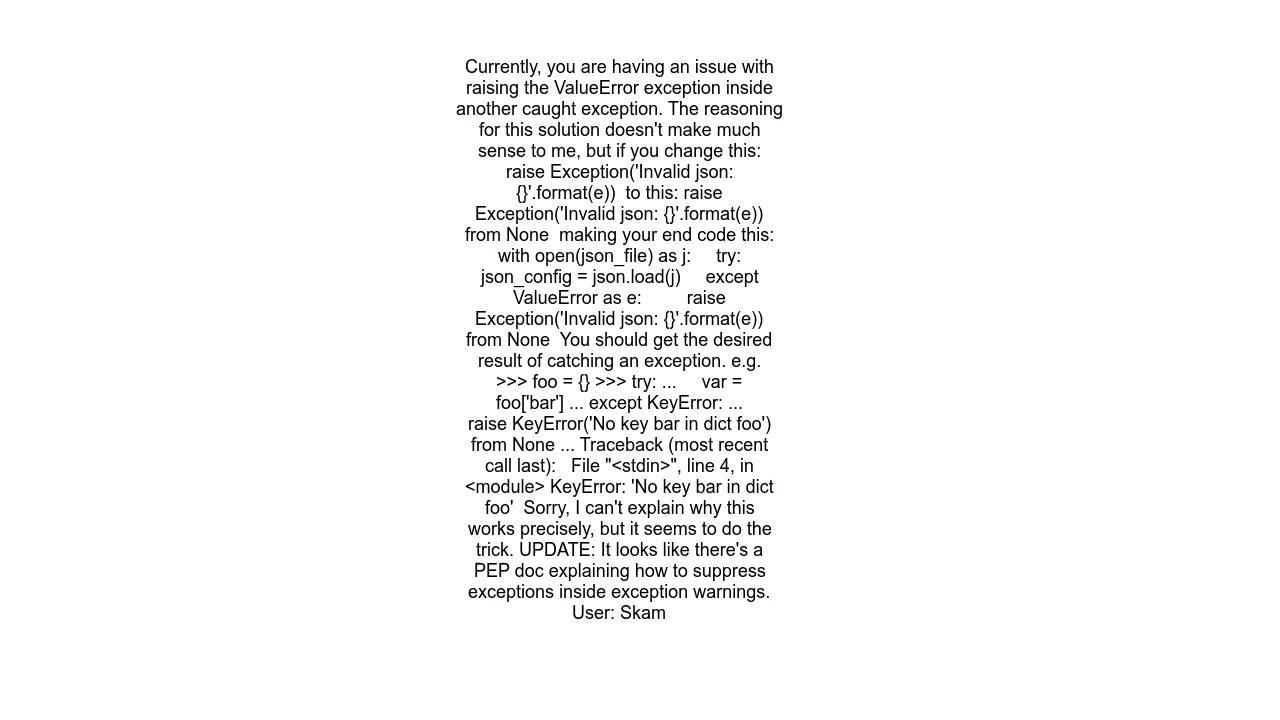 Currently, you are having an issue with
raising the ValueError exception inside
another caught exception. The reasoning
for this solution doesn't make much
sense to me, but if you change this:
raise Exception('Invalid json:
{}'.format(e))  to this: raise
Exception('Invalid json: {}'.format(e))
from None  making your end code this:
with open(json_file) as j:     try:
json_config = json.load(j)     except
ValueError as e:         raise
Exception('Invalid json: {}'.format(e))
from None  You should get the desired
result of catching an exception. e.g.
>>> foo = {} >>> try: ...     var =
foo['bar'] ... except KeyError: ...
raise KeyError('No key bar in dict foo')
from None ... Traceback (most recent
call last):   File "<stdin>", line 4, in
<module> KeyError: 'No key bar in dict
foo'  Sorry, I can't explain why this
works precisely, but it seems to do the
trick. UPDATE: It looks like there's a
PEP doc explaining how to suppress
exceptions inside exception warnings.
User: Skam